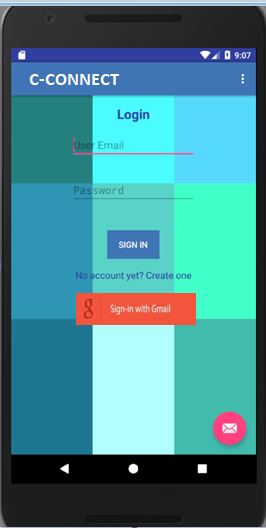 9:07
C-CONNECT
Login
User Email
Password
SIGN IN
No account yet? Create one
g Sign-in with Gmail